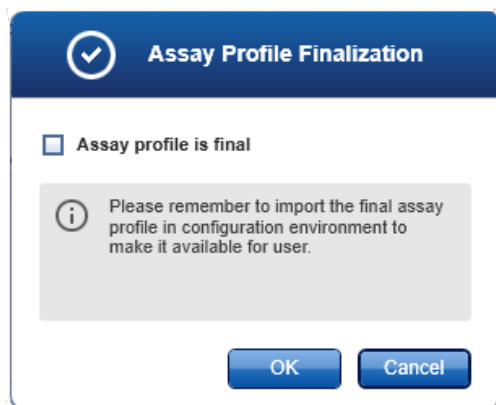 Assay Profile Finalization
Assay profile is final
Please remember to import the final assay
profile in configuration environment to
make it available for user.
OK
Cancel